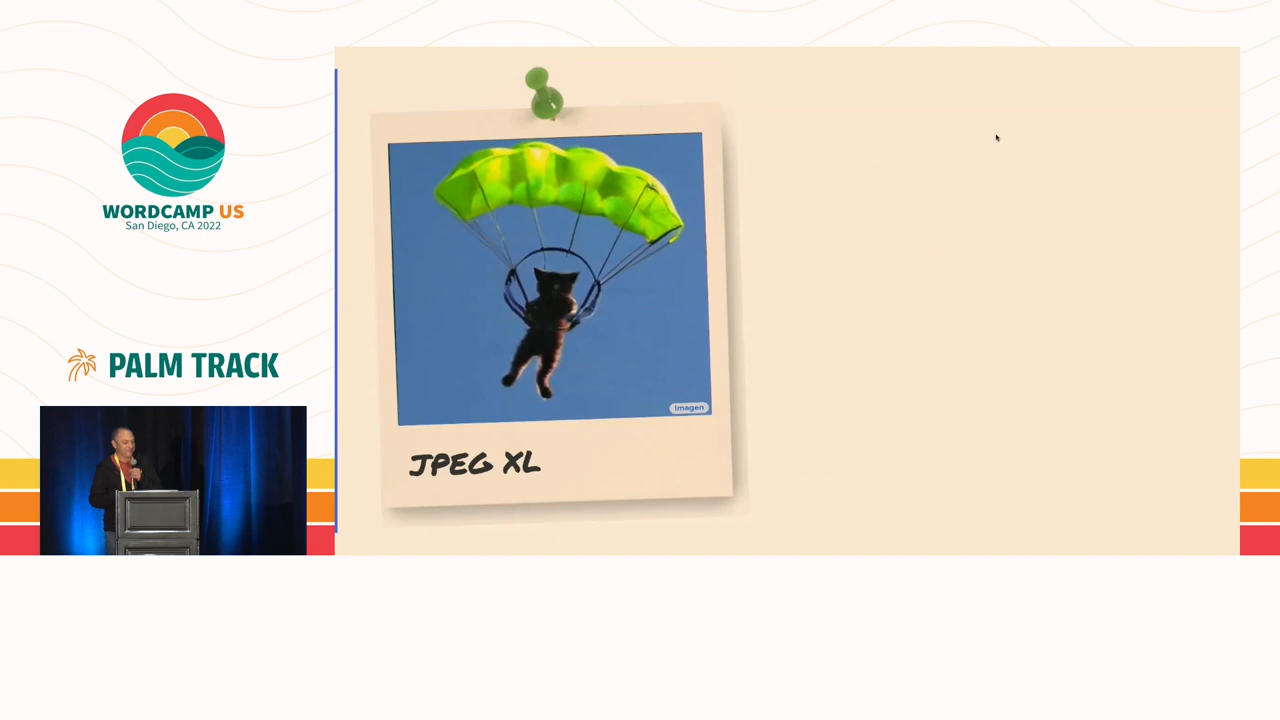 WORDCAMP US
San Diego, CA 2022
PALM TRACK
Imagen
JPEG XL